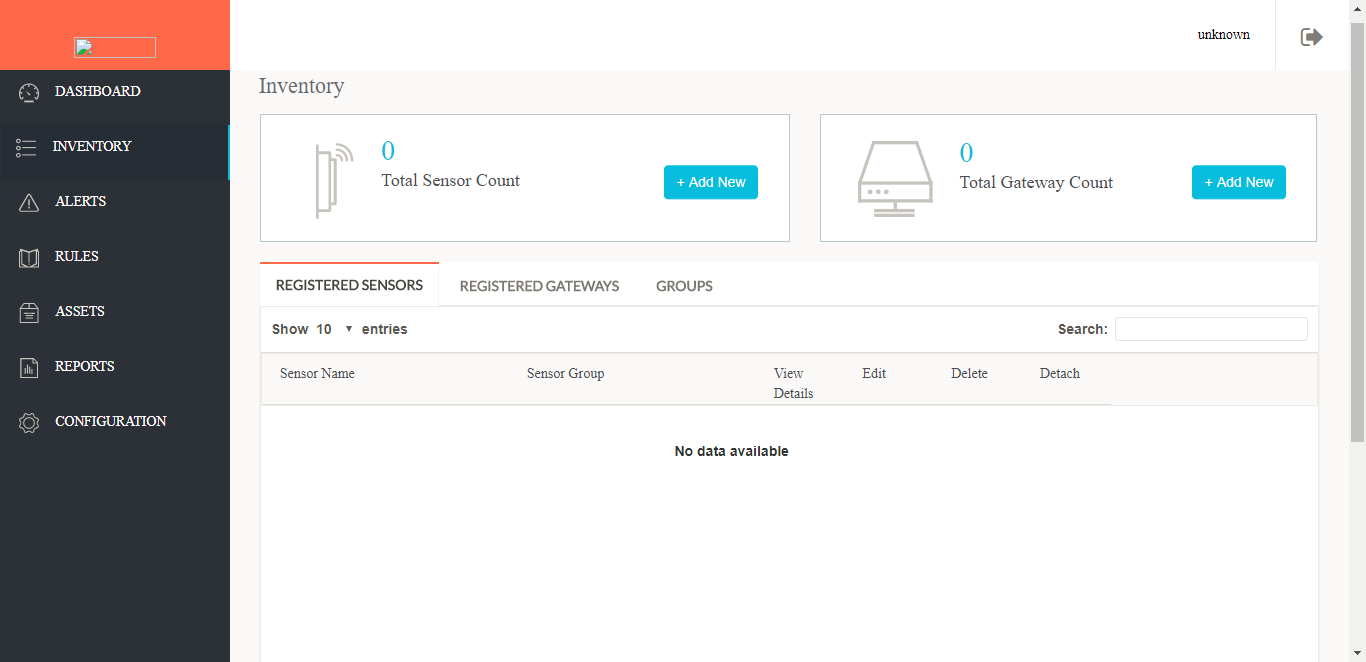 unknown
DASHBOARD
INVENTORY
ALERTS
RULES
ASSETS
REPORTS
CONFIGURATION
Inventory
0
Total Sensor Count
+ Add New
0
Total Gateway Count
+ Add New
REGISTERED SENSORS REGISTERED GATEWAYS GROUPS
Show 10 entries Search:
Sensor Name Sensor Group View Details Edit Delete Detach
No data available